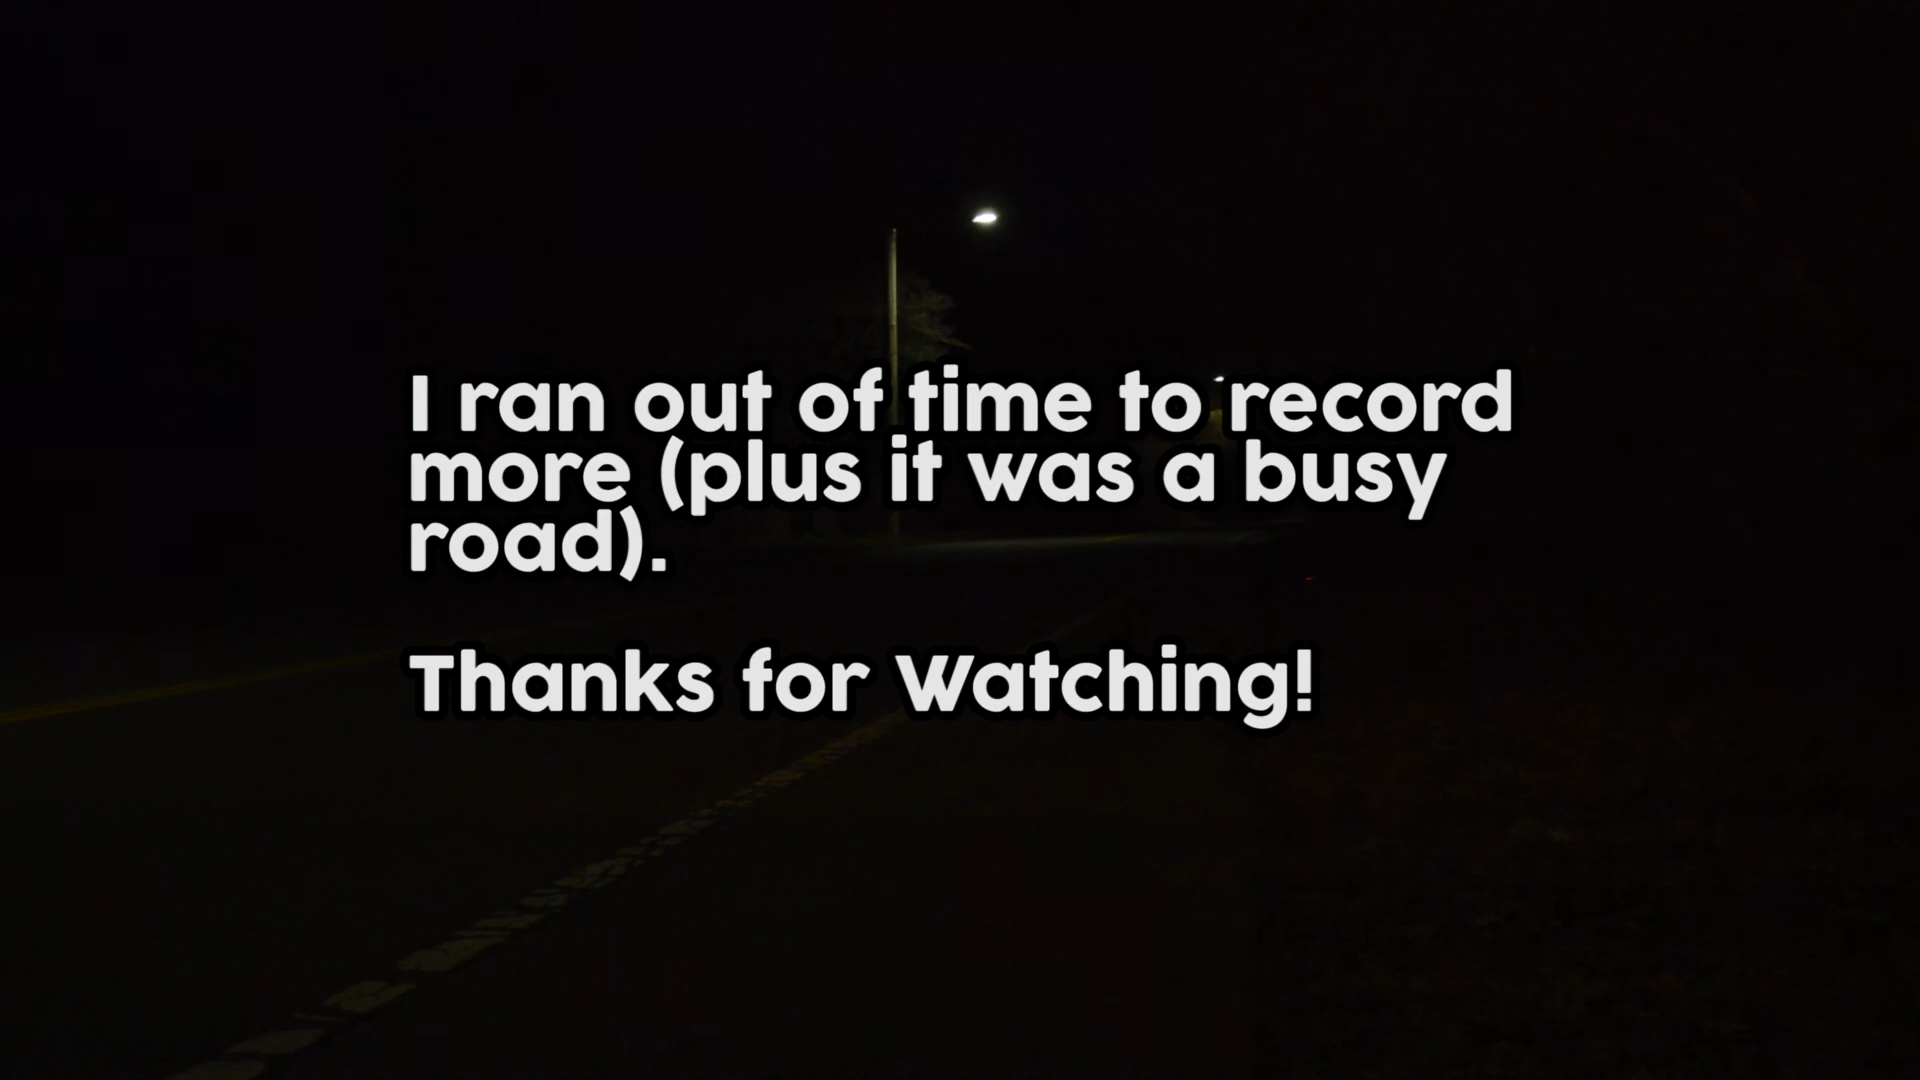 I ran out of time to record
more (plus it was a busy
road).
Thanks for Watching!